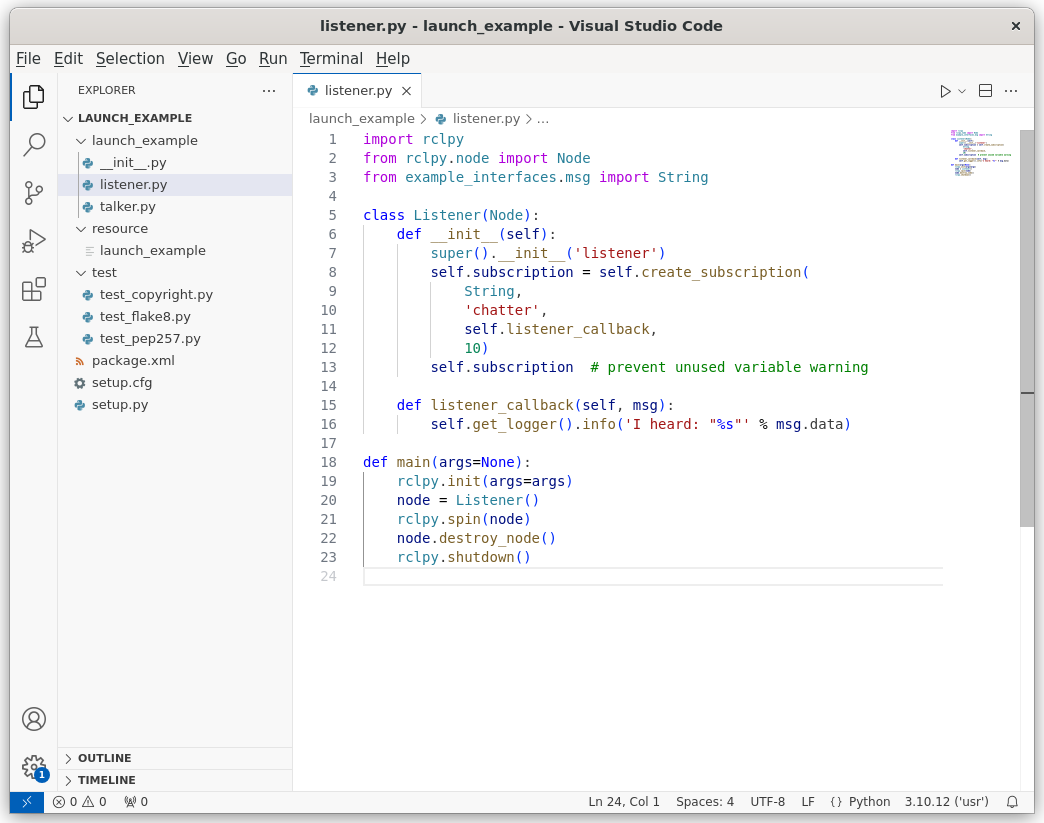 listener.py - launch_example - Visual Studio Code
File Edit Selection View Go Run Terminal Help
EXPLORER
LAUNCH_EXAMPLE
launch_example
__init__.py
listener.py
talker.py
resource
launch_example
test
test_copyright.py
test_flake8.py
test_pep257.py
package.xml
setup.cfg
setup.py
OUTLINE
TIMELINE
listener.py
launch_example > listener.py > ...
1 import rclpy
2 from rclpy.node import Node
3 from example_interfaces.msg import String
4
5 class Listener(Node):
6     def __init__(self):
7         super().__init__('listener')
8         self.subscription = self.create_subscription(
9             String,
10             'chatter',
11             self.listener_callback,
12             10)
13         self.subscription  # prevent unused variable warning
14
15     def listener_callback(self, msg):
16         self.get_logger().info('I heard: "%s"' % msg.data)
17
18 def main(args=None):
19     rclpy.init(args=args)
20     node = Listener()
21     rclpy.spin(node)
22     node.destroy_node()
23     rclpy.shutdown()
24
1
0 0 0 Ln 24, Col 1 Spaces: 4 UTF-8 LF {} Python 3.10.12 ('usr')